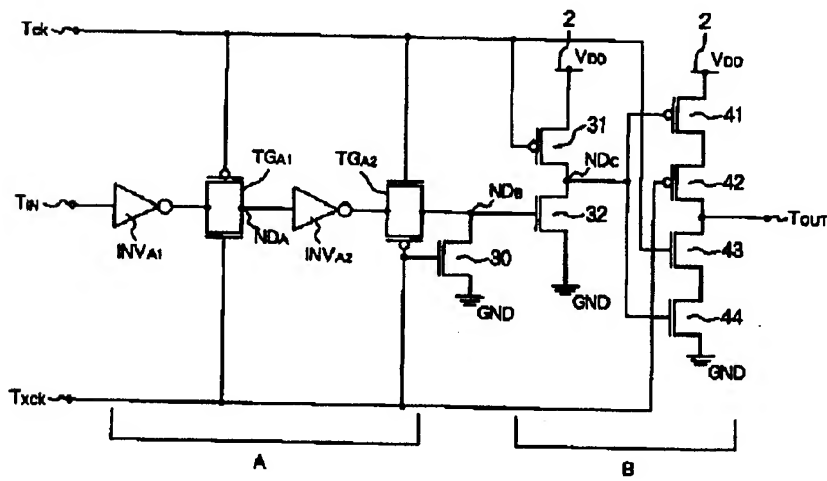 Tck
2
VDD
2
VDD
31
41
TGA1
TGA2
NDB
NDC
42
TIN
TOUT
INVA1
NDA
INVA2
30
32
43
GND
GND
44
GND
Txck
A
B